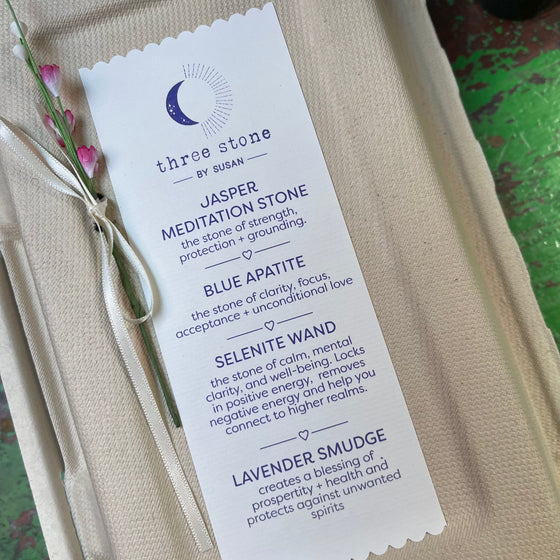 three stone
BY SUSAN
JASPER
MEDITATION STONE
the stone of strength,
protection + grounding.
BLUE APATITE
the stone of clarity, focus,
acceptance + unconditional love
SELENITE WAND
the stone of calm, mental
clarity, and well-being. Locks
in positive energy, removes
negative energy and help you
connect to higher realms.
LAVENDER SMUDGE
creates a blessing of
prospertity + health and
protects against unwanted
spirits